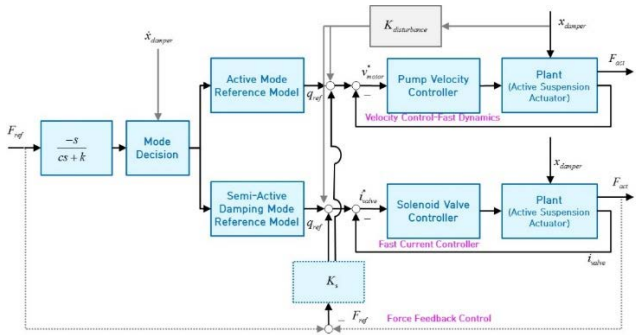 x_damper
K_disturbance
ẋ_damper
F_act
Active Mode
Reference Model
q_ref
v*_motor
−
Pump Velocity
Controller
Plant
(Active Suspension
Actuator)
Velocity Control-Fast Dynamics
F_ref
-s
cs + k
Mode
Decision
x_damper
F_act
Semi-Active
Damping Mode
Reference Model
q_ref
i*_valve
−
Solenoid Valve
Controller
Plant
(Active Suspension
Actuator)
Fast Current Controller
i_valve
K_s
− F_ref
Force Feedback Control